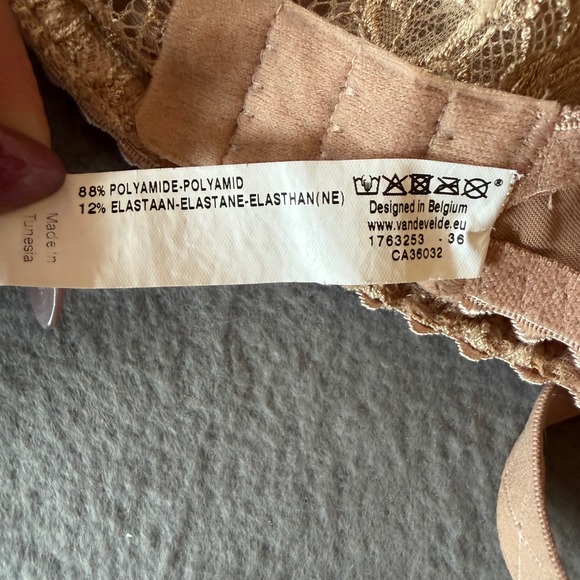 88% POLYAMIDE-POLYAMID
12% ELASTAAN-ELASTANE-ELASTHAN(NE)
Made in
Tunesia
Designed in Belgium
www.vandevelde.eu
1763253 - 36
CA36032